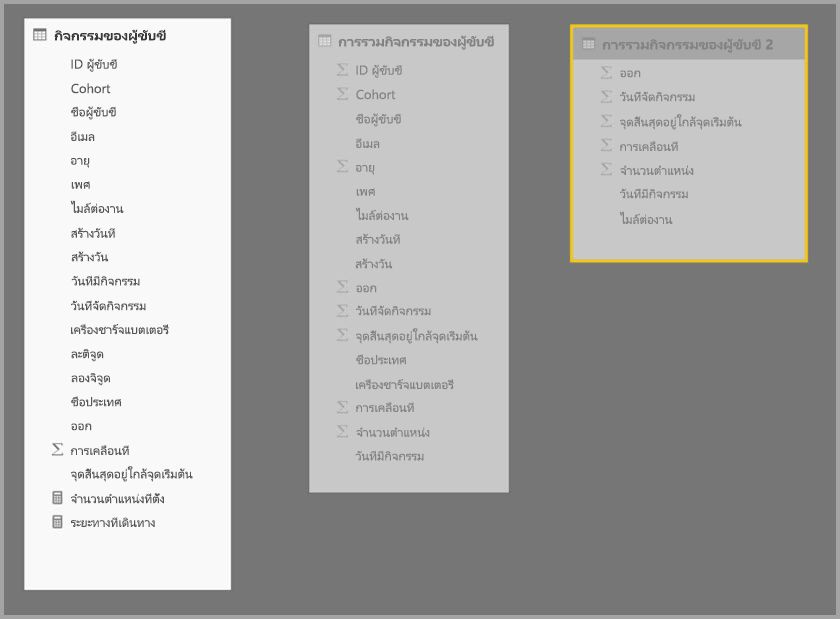 กิจกรรมของผู้ขับขี่
ID ผู้ขับขี่
Cohort
ชื่อผู้ขับขี่
อีเมล
อายุ
เพศ
ไมล์ต่องาน
สร้างวันที่
สร้างวัน
วันที่มีกิจกรรม
วันที่จัดกิจกรรม
เครื่องชาร์จแบตเตอรี่
ละติจูด
ลองจิจูด
ชื่อประเทศ
ออก
การเคลื่อนที่
จุดสิ้นสุดอยู่ใกล้จุดเริ่มต้น
จำนวนตำแหน่งที่ตั้ง
ระยะทางที่เดินทาง
การรวมกิจกรรมของผู้ขับขี่
ID ผู้ขับขี่
Cohort
ชื่อผู้ขับขี่
อีเมล
อายุ
เพศ
ไมล์ต่องาน
สร้างวันที่
สร้างวัน
ออก
วันที่จัดกิจกรรม
จุดสิ้นสุดอยู่ใกล้จุดเริ่มต้น
ชื่อประเทศ
เครื่องชาร์จแบตเตอรี่
การเคลื่อนที่
จำนวนตำแหน่ง
วันที่มีกิจกรรม
การรวมกิจกรรมของผู้ขับขี่ 2
ออก
วันที่จัดกิจกรรม
จุดสิ้นสุดอยู่ใกล้จุดเริ่มต้น
การเคลื่อนที่
จำนวนตำแหน่ง
วันที่มีกิจกรรม
ไมล์ต่องาน